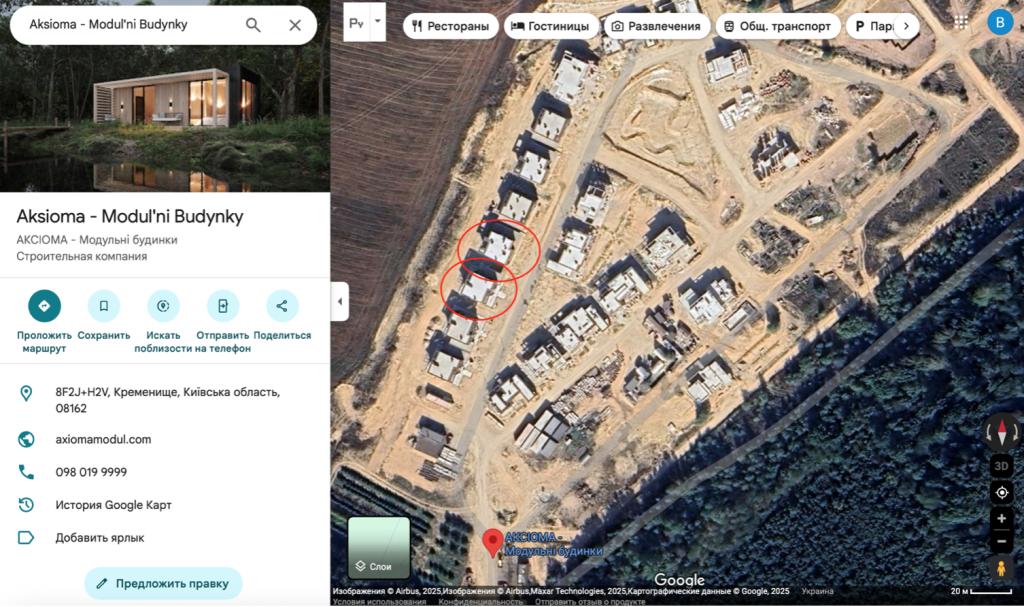 Aksioma - Modul'ni Budynky
Рестораны
Гостиницы
Развлечения
Общ. транспорт
Aksioma - Modul'ni Budynky
АКСІОМА - Модульні будинки
Строительная компания
Проложить маршрут
Сохранить
Искать поблизости
Отправить на телефон
Поделиться
8F2J+H2V, Кременище, Київська область,
08162
axiomamodul.com
098 019 9999
История Google Карт
Добавить ярлык
Предложить правку
Слои
АКСІОМА -
Модульні будинки
3D
B
Google
Изображения © Airbus, 2025,Изображения © Airbus,Maxar Technologies, 2025,Картографические данные © Google, 2025
Украина
20 м
Условия использования
Конфиденциальность
Отправить отзыв о продукте